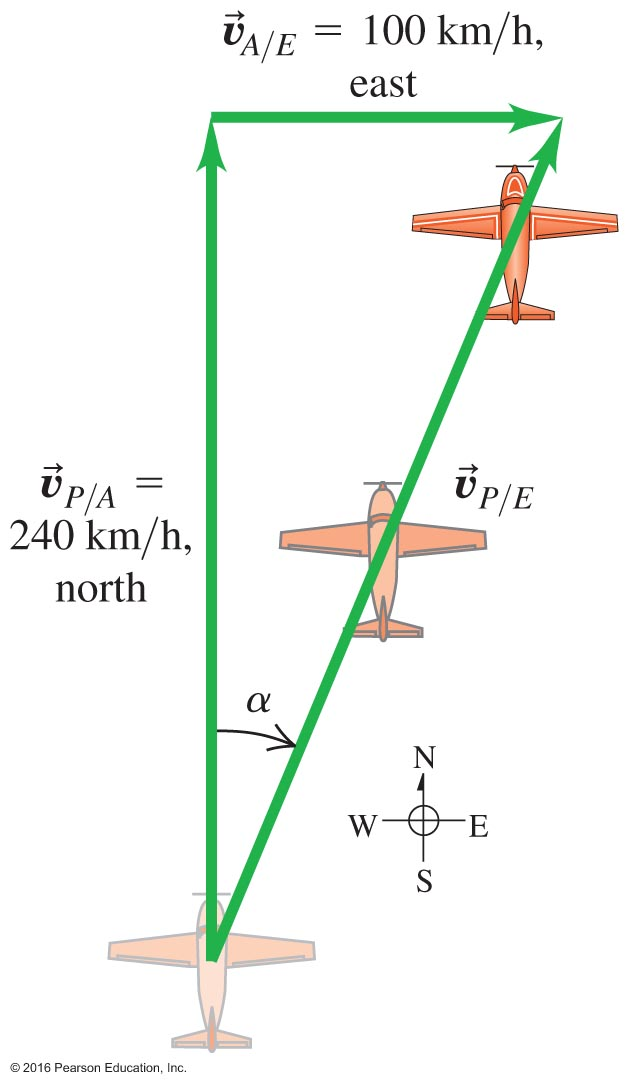 v⃗A/E = 100 km/h,
east
v⃗P/A =
240 km/h,
north
v⃗P/E
α
N
W E
S
© 2016 Pearson Education, Inc.